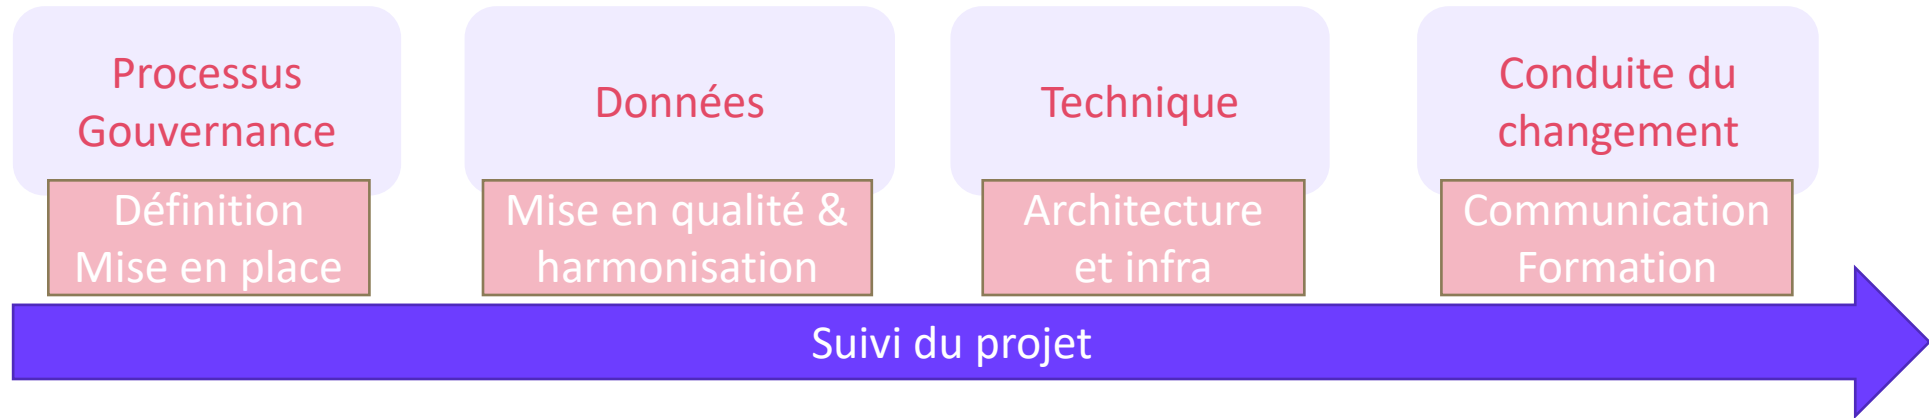 Processus
Gouvernance
Définition
Mise en place
Données
Mise en qualité &
harmonisation
Technique
Architecture
et infra
Conduite du
changement
Communication
Formation
Suivi du projet